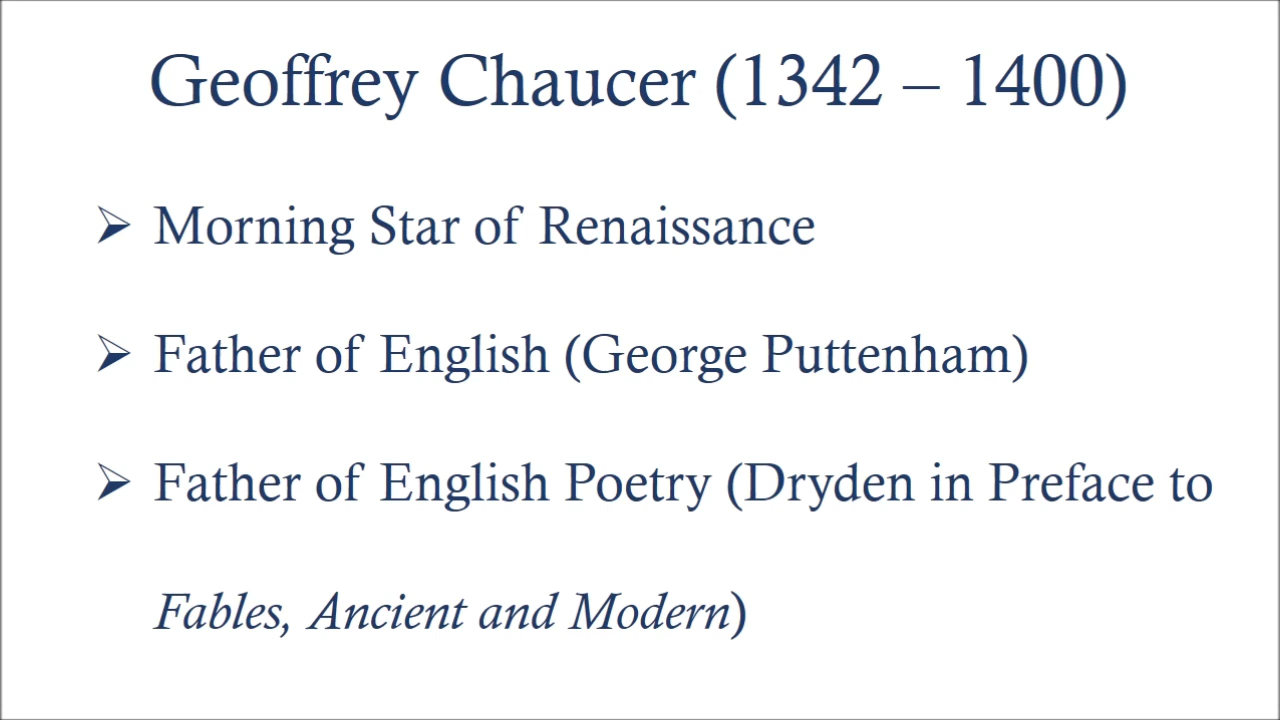 Geoffrey Chaucer (1342 – 1400)
➢ Morning Star of Renaissance
➢ Father of English (George Puttenham)
➢ Father of English Poetry (Dryden in Preface to
Fables, Ancient and Modern)